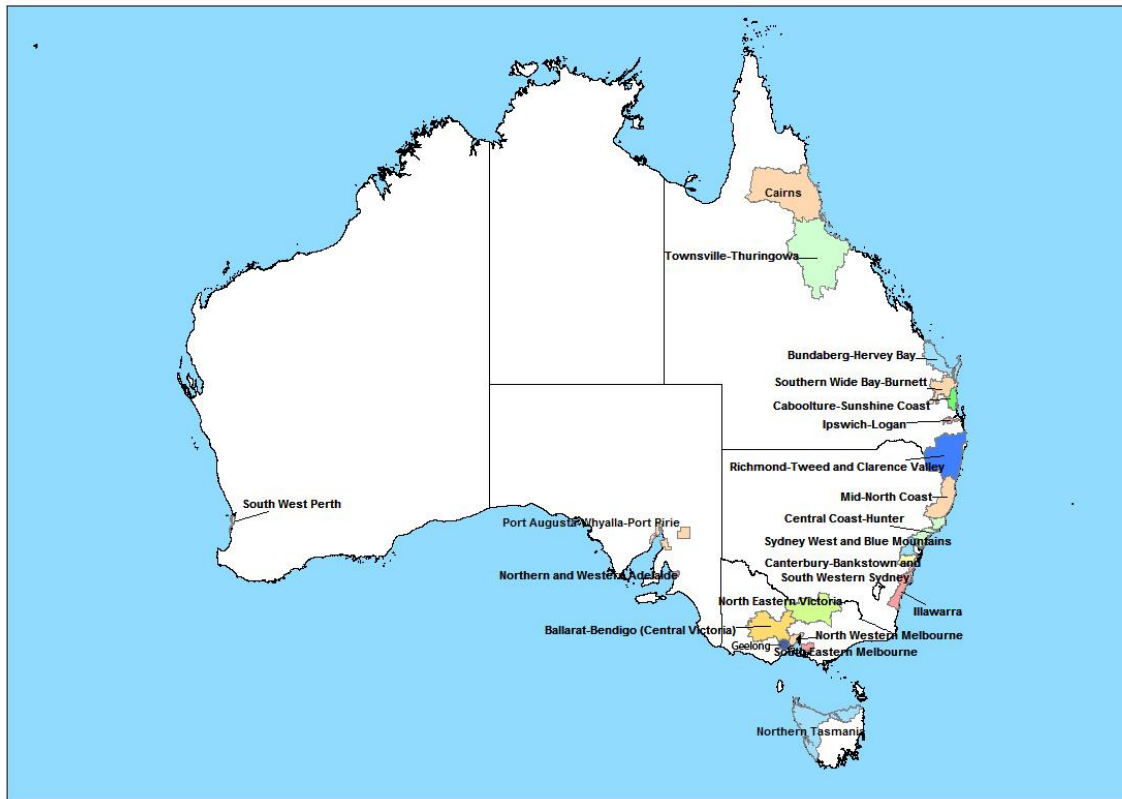 Cairns
Townsville-Thuringowa
Bundaberg-Hervey Bay
Southern Wide Bay-Burnett
Caboolture-Sunshine Coast
Ipswich-Logan
Richmond-Tweed and Clarence Valley
Mid-North Coast
South West Perth
Central Coast-Hunter
Port Augusta-Whyalla-Port Pirie
Sydney West and Blue Mountains
Canterbury-Bankstown and
South Western Sydney
Northern and Western Adelaide
North Eastern Victoria
Illawarra
Ballarat-Bendigo (Central Victoria)
North Western Melbourne
Geelong
South Eastern Melbourne
Northern Tasmania